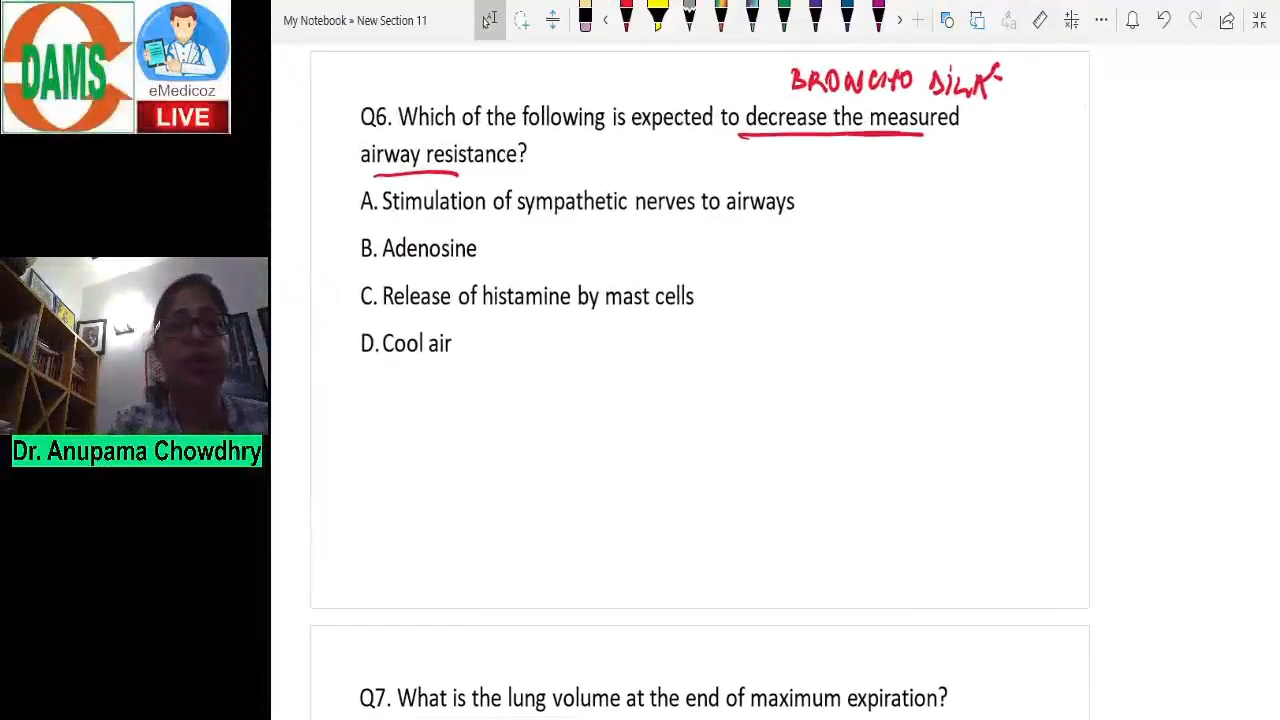 DAMS
eMedicoz
LIVE
My Notebook » New Section 11
BRONCHO
Q6. Which of the following is expected to decrease the measured
airway resistance?
A. Stimulation of sympathetic nerves to airways
B. Adenosine
C. Release of histamine by mast cells
D. Cool air
Dr. Anupama Chowdhry
Q7. What is the lung volume at the end of maximum expiration?